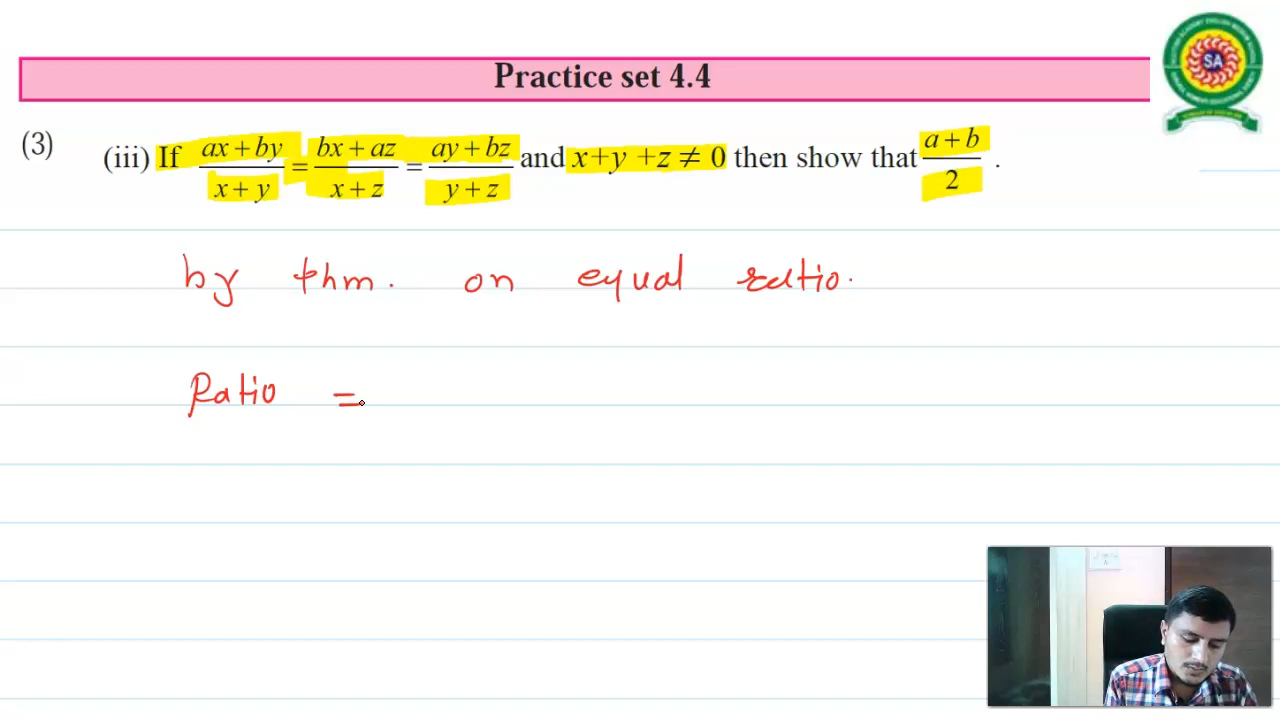 Practice set 4.4
SA
(3) (iii) If (ax + by)/(x + y) = (bx + az)/(x + z) = (ay + bz)/(y + z) and x+y +z ≠ 0 then show that (a + b)/2 .
by thm. on equal ratio.
Ratio =